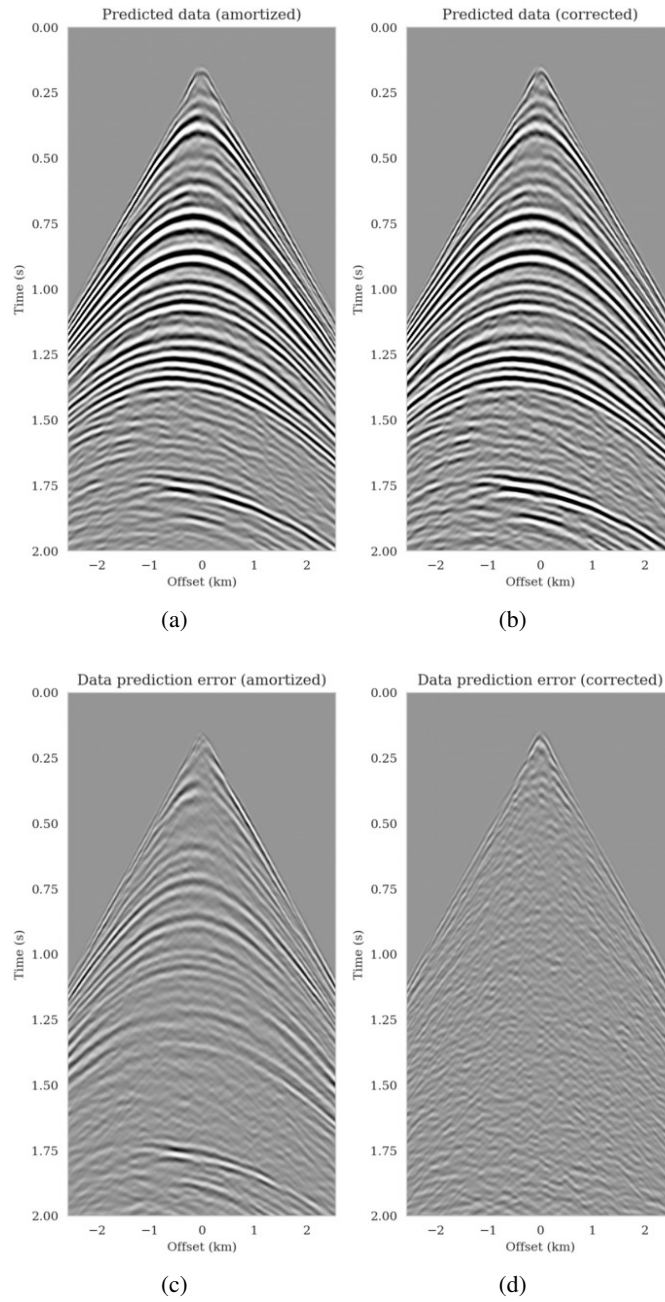 Predicted data (amortized)
0.00
0.25
0.50
0.75
1.00
1.25
1.50
1.75
2.00
Time (s)
−2 −1 0 1 2
Offset (km)
(a)
Predicted data (corrected)
0.00
0.25
0.50
0.75
1.00
1.25
1.50
1.75
2.00
Time (s)
−2 −1 0 1 2
Offset (km)
(b)
Data prediction error (amortized)
0.00
0.25
0.50
0.75
1.00
1.25
1.50
1.75
2.00
Time (s)
−2 −1 0 1 2
Offset (km)
(c)
Data prediction error (corrected)
0.00
0.25
0.50
0.75
1.00
1.25
1.50
1.75
2.00
Time (s)
−2 −1 0 1 2
Offset (km)
(d)